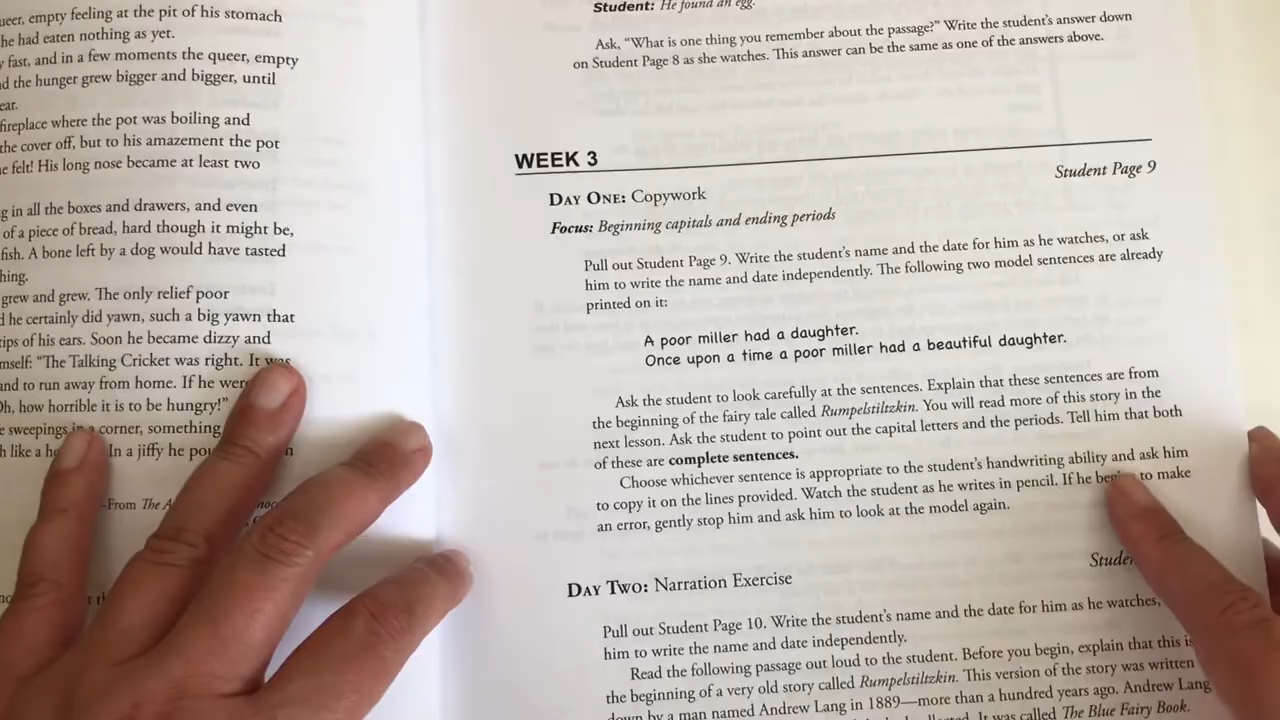 ueer, empty feeling at the pit of his stomach
he had eaten nothing as yet.
fast, and in a few moments the queer, empty
d the hunger grew bigger and bigger, until
ear.
fireplace where the pot was boiling and
the cover off, but to his amazement the pot
e felt! His long nose became at least two
g in all the boxes and drawers, and even
of a piece of bread, hard though it might be,
fish. A bone left by a dog would have tasted
hing.
grew and grew. The only relief poor
d he certainly did yawn, such a big yawn that
tips of his ears. Soon he became dizzy and
mself: “The Talking Cricket was right. It was
and to run away from home. If he were
Oh, how horrible it is to be hungry!”
e sweepings in a corner, something
h like a In a jiffy he
–From The
Student: He found an egg.
Ask, “What is one thing you remember about the passage?” Write the student’s answer down
on Student Page 8 as she watches. This answer can be the same as one of the answers above.
WEEK 3
Student Page 9
DAY ONE: Copywork
Focus: Beginning capitals and ending periods
Pull out Student Page 9. Write the student’s name and the date for him as he watches, or ask
him to write the name and date independently. The following two model sentences are already
printed on it:
A poor miller had a daughter.
Once upon a time a poor miller had a beautiful daughter.
Ask the student to look carefully at the sentences. Explain that these sentences are from
the beginning of the fairy tale called Rumpelstiltzkin. You will read more of this story in the
next lesson. Ask the student to point out the capital letters and the periods. Tell him that both
of these are complete sentences.
Choose whichever sentence is appropriate to the student’s handwriting ability and ask him
to copy it on the lines provided. Watch the student as he writes in pencil. If he begins to make
an error, gently stop him and ask him to look at the model again.
Stude
DAY TWO: Narration Exercise
Pull out Student Page 10. Write the student’s name and the date for him as he watches,
him to write the name and date independently.
Read the following passage out loud to the student. Before you begin, explain that this is
the beginning of a very old story called Rumpelstiltzkin. This version of the story was written
down by a man named Andrew Lang in 1889—more than a hundred years ago. Andrew Lang
collected. It was called The Blue Fairy Book.